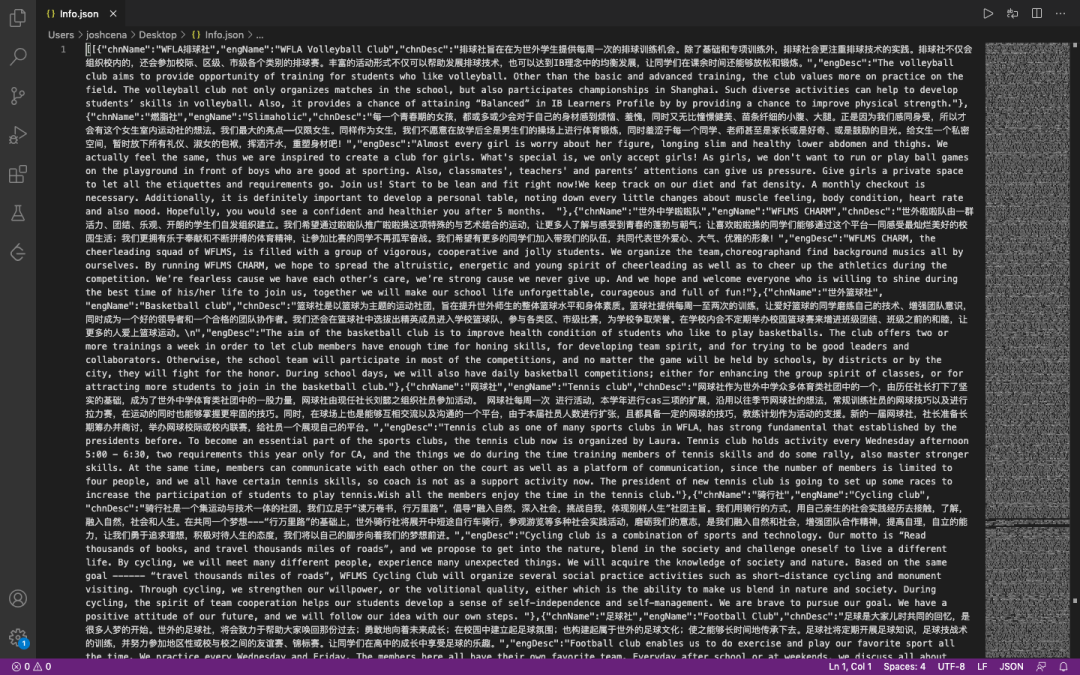 Info.json
Users › joshcena › Desktop › Info.json › ...
1 [[{"chnName":"WFLA排球社","engName":"WFLA Volleyball Club","chnDesc":"排球社旨在在为世外学生提供每周一次的排球训练机会。除了基础和专项训练外，排球社会更注重排球技术的实践。排球社不仅会
组织校内的，还会参加校际、区级、市级各个类别的排球赛。丰富的活动形式不仅可以帮助发展排球技术，也可以达到IB理念中的均衡发展，让同学们在课余时间还能够放松和锻炼。","engDesc":"The volleyball
club aims to provide opportunity of training for students who like volleyball. Other than the basic and advanced training, the club values more on practice on the
field. The volleyball club not only organizes matches in the school, but also participates championships in Shanghai. Such diverse activities can help to develop
students’ skills in volleyball. Also, it provides a chance of attaining “Balanced” in IB Learners Profile by by providing a chance to improve physical strength."},
{"chnName":"燃脂社","engName":"Slimaholic","chnDesc":"每一个青春期的女孩，都或多或少会对于自己的身材感到烦恼、羞愧，同时又无比憧憬健美、苗条纤细的小腹、大腿。正是因为我们感同身受，所以才
会有这个女生室内运动社的想法。我们最大的亮点——仅限女生。同样作为女生，我们不愿意在放学后全是男生们的操场上进行体育锻炼，同时羞涩于每一个同学、老师甚至是家长或是好奇、或是鼓励的目光。给女生一个私密
空间，暂时放下所有礼仪、淑女的包袱，挥洒汗水，重塑身材吧！","engDesc":"Almost every girl is worry about her figure, longing slim and healthy lower abdomen and thighs. We
actually feel the same, thus we are inspired to create a club for girls. What's special is, we only accept girls! As girls, we don't want to run or play ball games
on the playground in front of boys who are good at sporting. Also, classmates', teachers' and parents’ attentions can give us pressure. Give girls a private space
to let all the etiquettes and requirements go. Join us! Start to be lean and fit right now!We keep track on our diet and fat density. A monthly checkout is
necessary. Additionally, it is definitely to develop a personal table, noting down every little changes about muscle feeling, body condition, heart rate
and also mood. Hopefully, you would see a confident and healthier you after 5 months.  "},{"chnName":"世外中学啦啦队","engName":"WFLMS CHARM","chnDesc":"世外啦啦队由一群
活力、团结、乐观、开朗的学生们自发组织建立。我们希望通过啦啦队推广啦啦操这项特殊的与艺术结合的运动，让更多人了解与感受到青春的蓬勃与朝气；让喜欢啦啦操的同学们能够通过这个平台一同感受最灿烂美好的校
园生活；我们更拥有乐于奉献和不断拼搏的体育精神，让参加比赛的同学不再孤军奋战。我们希望有更多的同学们加入带我们的队伍，共同代表世外爱心、大气、优雅的形象！","engDesc":"WFLMS CHARM, the
cheerleading squad of WFLMS, is filled with a group of vigorous, cooperative and jolly students. We organize the team,choreographand find background musics all by
ourselves. By running WFLMS CHARM, we hope to spread the altruistic, energetic and young spirit of cheerleading as well as to cheer up the athletics during the
competition. We’re fearless cause we have each other’s care, we’re strong cause we never give up. And we hope and welcome everyone who is willing to shine during
the best time of his/her life to join us, together we will make our school life unforgettable, courageous and full of fun!"},{"chnName":"世外篮球社",
"engName":"Basketball club","chnDesc":"篮球社是以篮球为主题的运动社团，旨在提升世外师生的整体篮球水平和身体素质。篮球社提供每周一至两次的训练，让爱好篮球的同学磨练自己的技术、增强团队意识，
同时成为一个好的领导者和一个合格的团队协作者。我们还会在篮球社中选拔出精英成员进入学校篮球队，参与各类区、市级比赛，为学校争取荣誉。在学校内会不定期举办校园篮球赛来增进班级团结、班级之前的和睦，让
更多的人爱上篮球运动。\n","engDesc":"The aim of the basketball club is to improve health condition of students who like to play basketballs. The club offers two or
more trainings a week in order to let club members have enough time for honing skills, for developing team spirit, and for trying to be good leaders and
collaborators. Otherwise, the school team will participate in most of the competitions, and no matter the game will be held by schools, by districts or by the
city, they will fight for the honor. During school days, we will also have daily basketball competitions; either for enhancing the group spirit of classes, or for
attracting more students to join in the basketball club."},{"chnName":"网球社","engName":"Tennis club","chnDesc":"网球社作为世外中学众多体育类社团中的一个，由历任社长打下了坚
实的基础，成为了世外中学体育类社团中的一股力量，网球社由现任社长刘懿之组织社员参加活动。 网球社每周一次 进行活动，本学年进行cas三项的扩展，沿用以往季节网球社的想法，常规训练社员的网球技巧以及进行
拉力赛，在运动的同时也能够掌握更牢固的技巧。同时，在球场上也是能够互相交流以及沟通的一个平台，由于本届社员人数进行扩张，且都具备一定的网球的技巧，教练计划作为活动的支援。新的一届网球社，社长准备长
期筹办并商讨，举办网球校际或校内联赛，给社员一个展现自己的平台。","engDesc":"Tennis club as one of many sports clubs in WFLA, has strong fundamental that established by the
presidents before. To become an essential part of the sports clubs, the tennis club now is organized by Laura. Tennis club holds activity every Wednesday afternoon
5:00 - 6:30, two requirements this year only for CA, and the things we do during the time training members of tennis skills and do some rally, also master stronger
skills. At the same time, members can communicate with each other on the court as well as a platform of communication, since the number of members is limited to
four people, and we all have certain tennis skills, so coach is not as a support activity now. The president of new tennis club is going to set up some races to
increase the participation of students to play tennis.Wish all the members enjoy the time in the tennis club."},{"chnName":"骑行社","engName":"Cycling club",
"chnDesc":"骑行社是一个集运动与技术一体的社团，我们立足于“读万卷书，行万里路”，倡导“融入自然，深入社会，挑战自我，体现别样人生”社团主旨。我们用骑行的方式，用自己亲生的社会实践经历去接触，了解，
融入自然，社会和人生。在共同一个梦想---“行万里路”的基础上，世外骑行社将展开中短途自行车骑行，参观游览等多种社会实践活动，磨砺我们的意志，是我们融入自然和社会，增强团队合作精神，提高自理，自立的能
力，让我们勇于追求理想，积极对待人生的态度，我们将以自己的脚步向着我们的梦想前进。","engDesc":"Cycling club is a combination of sports and technology. Our motto is “Read
thousands of books, and travel thousands miles of roads”, and we propose to get into the nature, blend in the society and challenge oneself to live a different
life. By cycling, we will meet many different people, experience many unexpected things. We will acquire the knowledge of society and nature. Based on the same
goal ------ “travel thousands miles of roads”, WFLMS Cycling Club will organize several social practice activities such as short-distance cycling and monument
visiting. Through cycling, we strengthen our willpower, or the volitional quality, either which is the ability to make us blend in nature and society. During
cycling, the spirit of team cooperation helps our students develop a sense of self-independence and self-management. We are brave to pursue our goal. We have a
positive attitude of our future, and we will follow our idea with our own steps. "},{"chnName":"足球社","engName":"Football Club","chnDesc":"足球是大家儿时共同的回忆，是
很多人梦的开始。世外的足球社，将会致力于帮助大家唤回那份过去；勇敢地向着未来成长；在校园中建立起足球氛围；也构建起属于世外的足球文化；使之能够长时间地传承下去。足球社将定期开展足球知识，足球技战术
的训练，并努力参加地区性或校与校之间的友谊赛、锦标赛。让同学们在高中的成长中享受足球的乐趣。","engDesc":"Football club enables us to do exercise and play our favorite sport all
the time. We practice every Wednesday and Friday. The members here all have their own favorite team. Everyday after school or at weekends, we discuss all about
1
0 0
Ln 1, Col 1 Spaces: 4 UTF-8 LF JSON